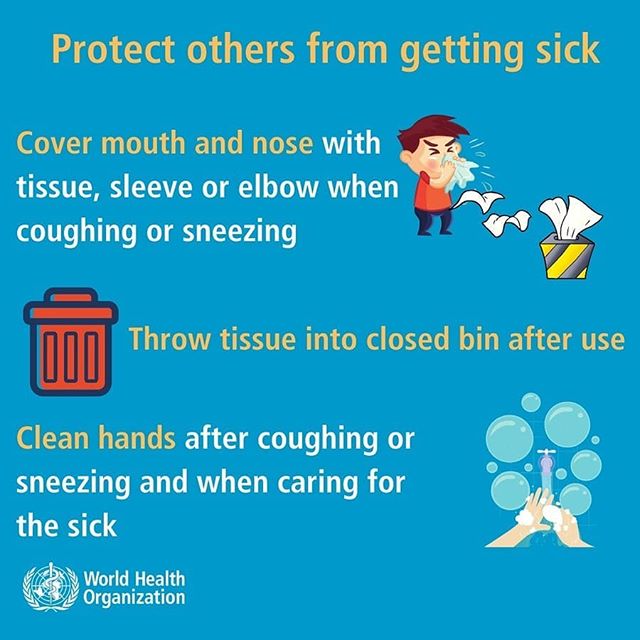 Protect others from getting sick
Cover mouth and nose with
tissue, sleeve or elbow when
coughing or sneezing
Throw tissue into closed bin after use
Clean hands after coughing or
sneezing and when caring for
the sick
World Health
Organization